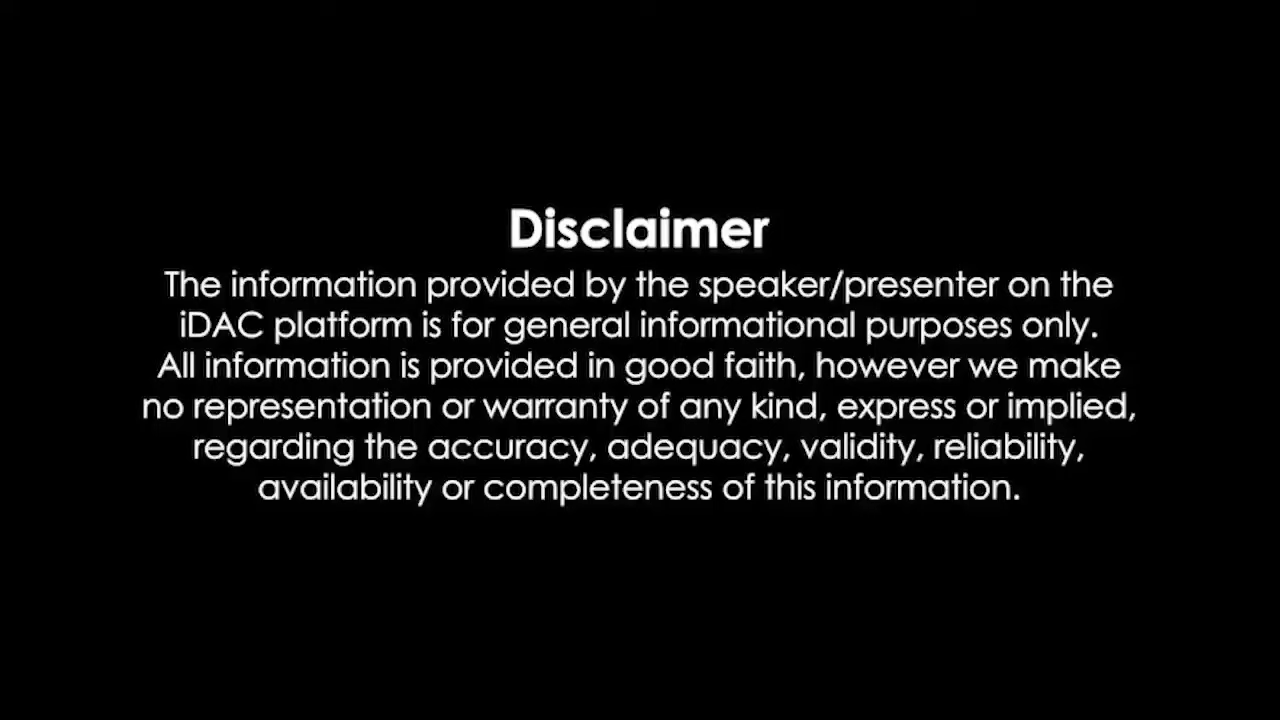 Disclaimer
The information provided by the speaker/presenter on the
iDAC platform is for general informational purposes only.
All information is provided in good faith, however we make
no representation or warranty of any kind, express or implied,
regarding the accuracy, adequacy, validity, reliability,
availability or completeness of this information.